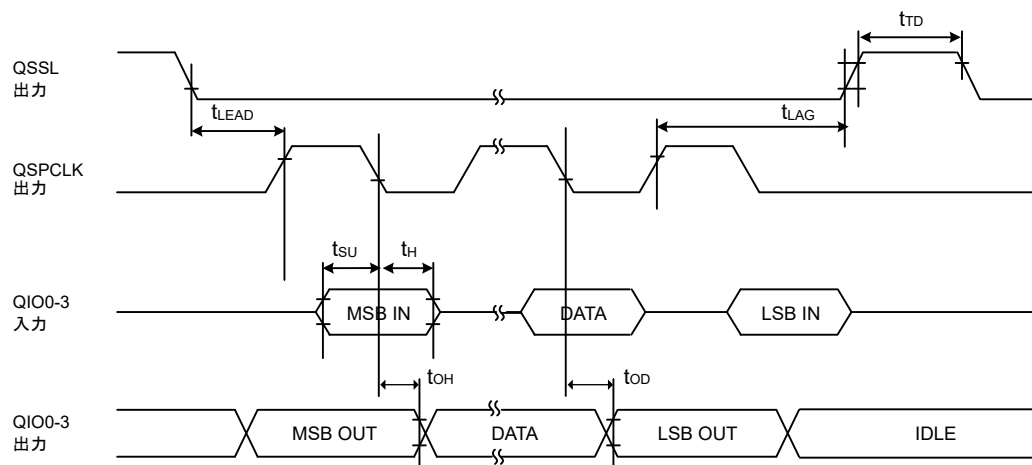 tTD
QSSL
出力
tLEAD
tLAG
QSPCLK
出力
tSU
tH
QIO0-3
入力
MSB IN
DATA
LSB IN
tOH
tOD
QIO0-3
出力
MSB OUT
DATA
LSB OUT
IDLE